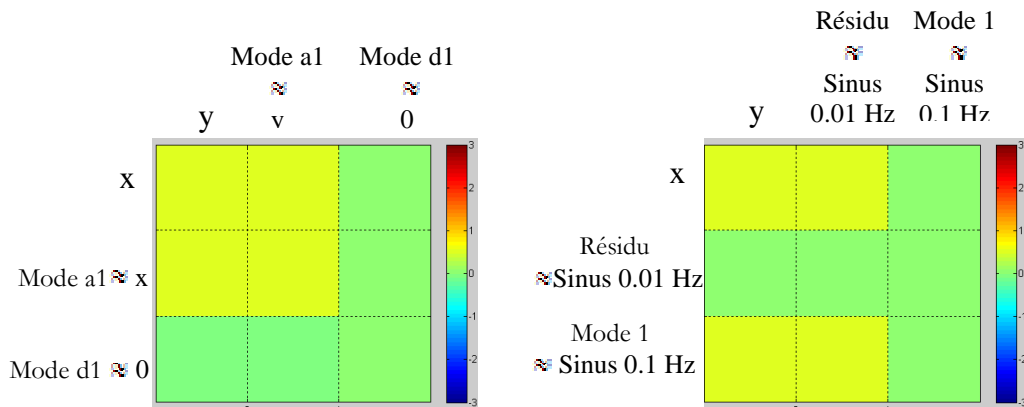 Mode a1 Mode d1
≈ ≈
y v 0
x
Mode a1 ≈ x
Mode d1 ≈ 0
3
2
1
0
-1
-2
-3
Résidu Mode 1
≈ ≈
Sinus Sinus
y 0.01 Hz 0.1 Hz
x
Résidu
≈Sinus 0.01 Hz
Mode 1
≈ Sinus 0.1 Hz
3
2
1
0
-1
-2
-3